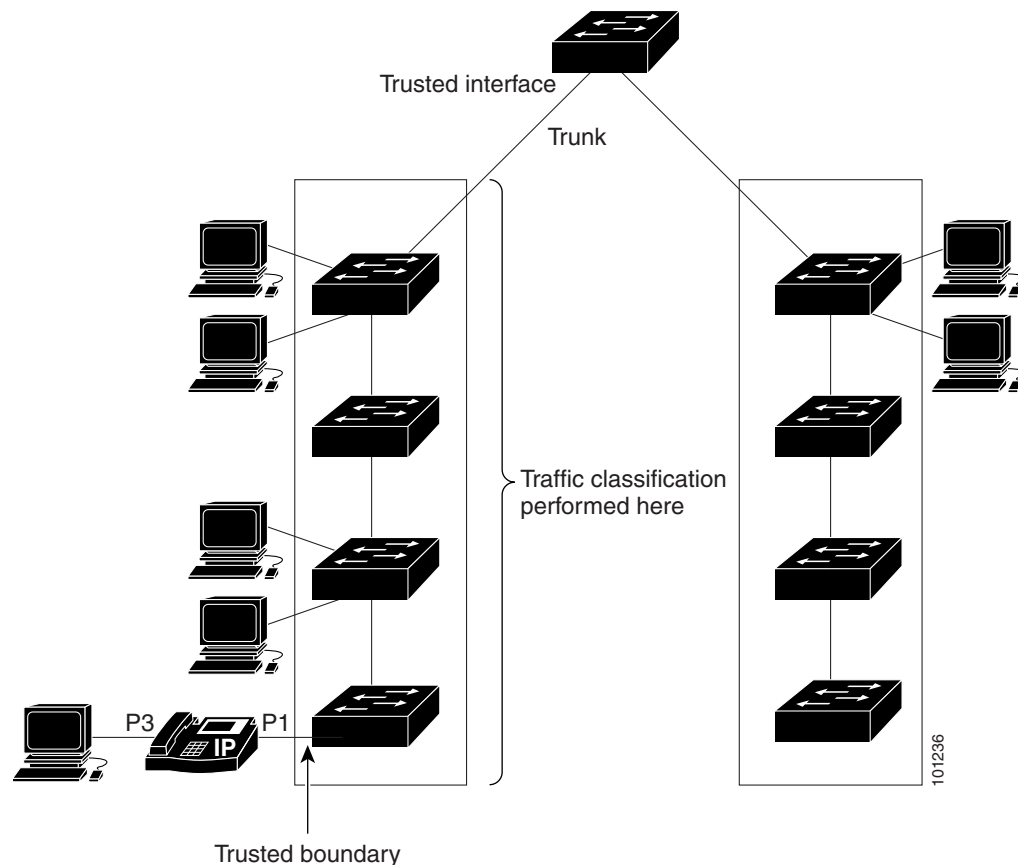 Trusted interface
Trunk
Traffic classification
performed here
P3
IP
P1
101236
Trusted boundary